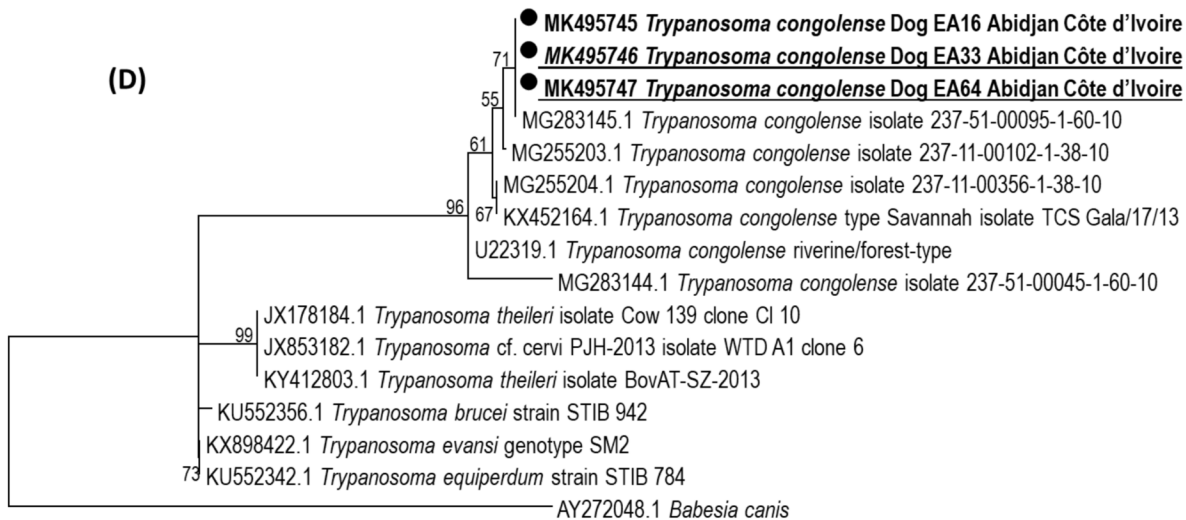 MK495745 Trypanosoma congolense Dog EA16 Abidjan Côte d'Ivoire
71
MK495746 Trypanosoma congolense Dog EA33 Abidjan Côte d'Ivoire
(D)
MK495747 Trypanosoma congolense Dog EA64 Abidjan Côte d'Ivoire
55
MG283145.1 Trypanosoma congolense isolate 237-51-00095-1-60-10
61
MG255203.1 Trypanosoma congolense isolate 237-11-00102-1-38-10
MG255204.1 Trypanosoma congolense isolate 237-11-00356-1-38-10
96
67
KX452164.1 Trypanosoma congolense type Savannah isolate TCS Gala/17/13
U22319.1 Trypanosoma congolense riverine/forest-type
MG283144.1 Trypanosoma congolense isolate 237-51-00045-1-60-10
JX178184.1 Trypanosoma theileri isolate Cow 139 clone Cl 10
99
JX853182.1 Trypanosoma cf. cervi PJH-2013 isolate WTD A1 clone 6
KY412803.1 Trypanosoma theileri isolate BovAT-SZ-2013
KU552356.1 Trypanosoma brucei strain STIB 942
KX898422.1 Trypanosoma evansi genotype SM2
73
KU552342.1 Trypanosoma equiperdum strain STIB 784
AY272048.1 Babesia canis